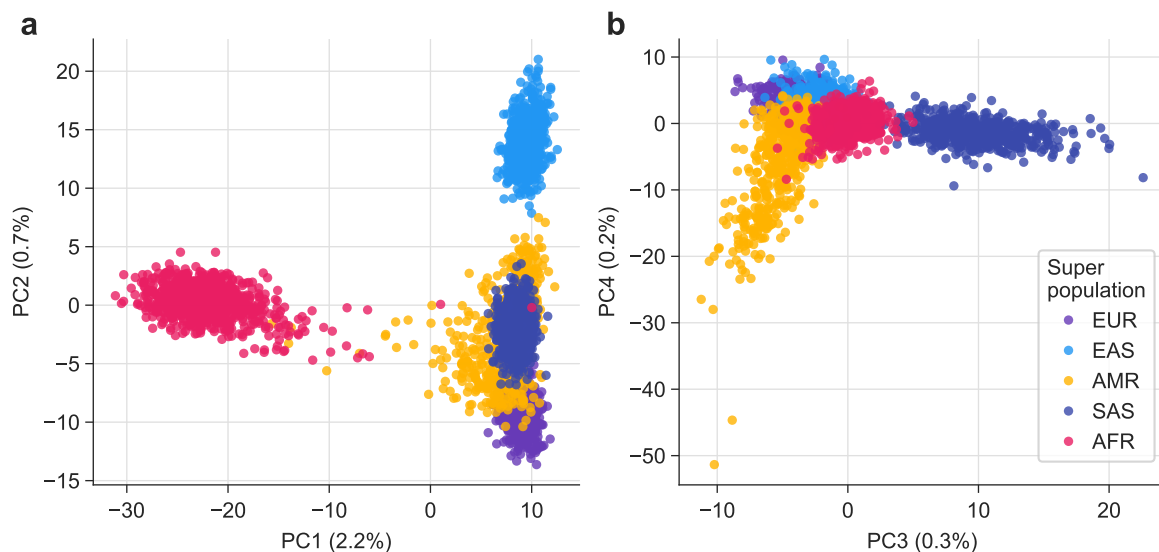 a
20
15
10
5
0
−5
−10
−15
PC2 (0.7%)
−30
−20
−10
0
10
PC1 (2.2%)
b
10
0
−10
−20
−30
−40
−50
PC4 (0.2%)
−10
0
10
20
PC3 (0.3%)
Super
population
EUR
EAS
AMR
SAS
AFR